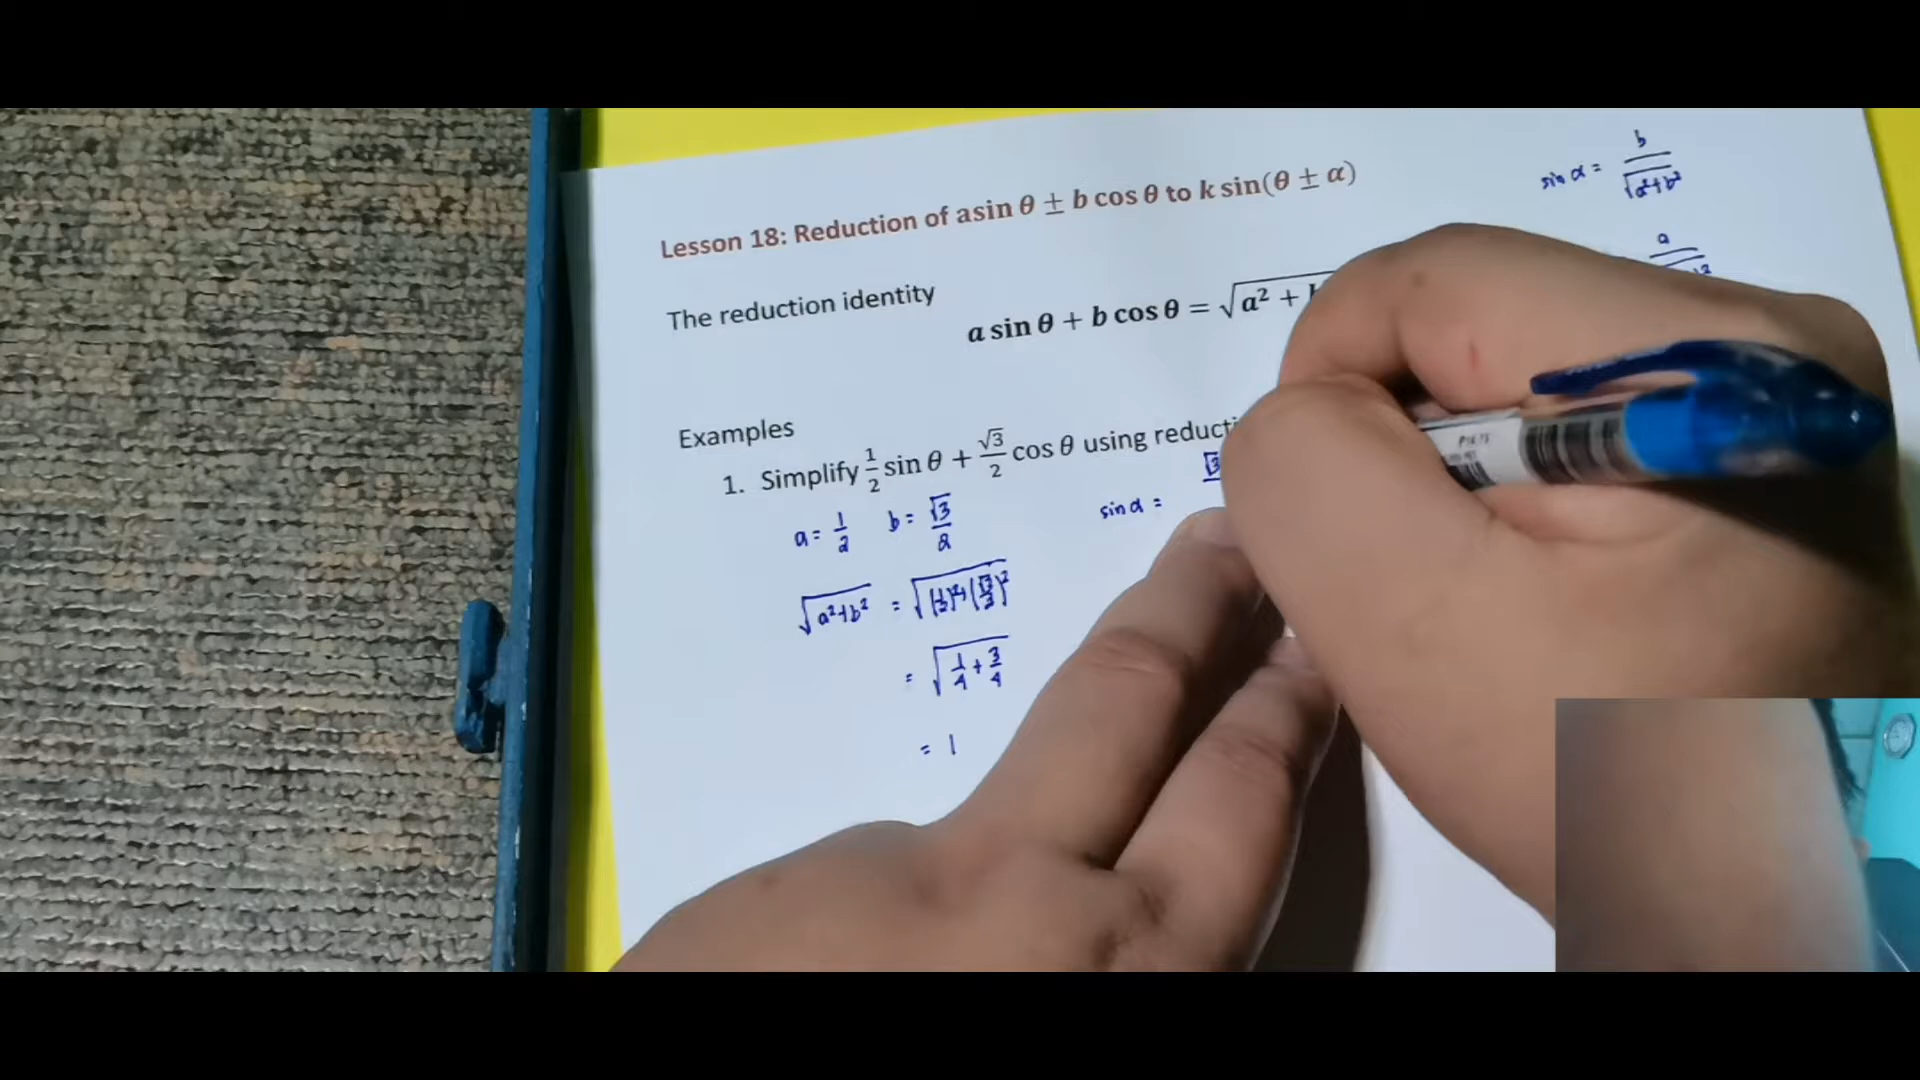 Lesson 18: Reduction of asin θ ± b cos θ to k sin(θ ± α)
sin α = b/√a²+b²
a
The reduction identity
a sin θ + b cos θ = √a² +
Examples
1. Simplify 1/2 sin θ + √3/2 cos θ using
a = 1/2 b = √3/2
sin α = √3
√a²+b² = √(1/2)²+(√3/2)²
= √1/4 + 3/4
= 1